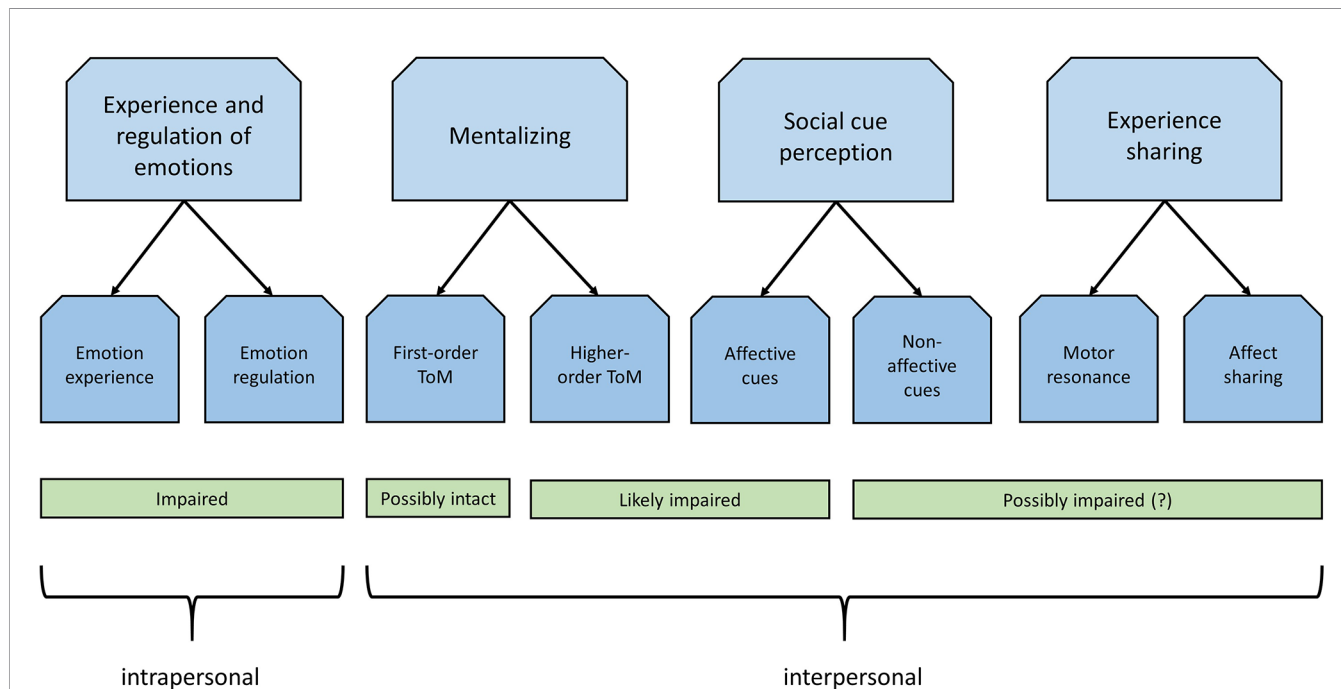 Experience and
regulation of
emotions
Mentalizing
Social cue
perception
Experience
sharing
Emotion
experience
Emotion
regulation
First-order
ToM
Higher-
order ToM
Affective
cues
Non-
affective
cues
Motor
resonance
Affect
sharing
Impaired
Possibly intact
Likely impaired
Possibly impaired (?)
intrapersonal
interpersonal